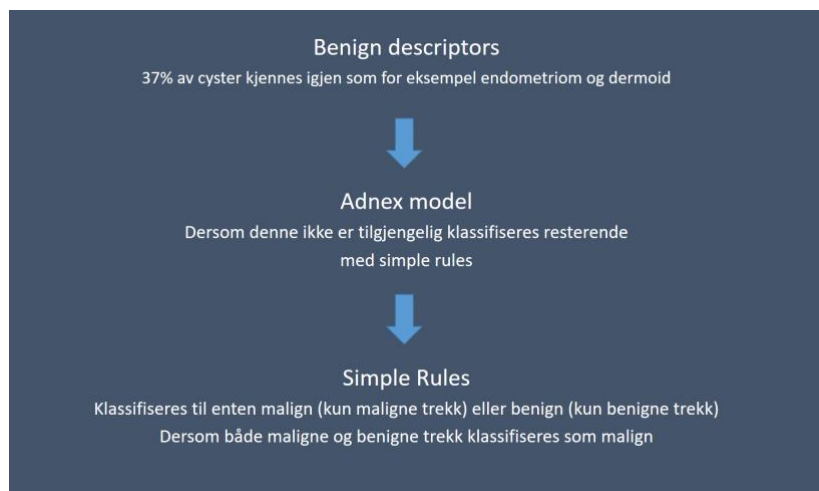 Benign descriptors
37% av cyster kjennes igjen som for eksempel endometriom og dermoid
Adnex model
Dersom denne ikke er tilgjengelig klassifiseres resterende
med simple rules
Simple Rules
Klassifiseres til enten malign (kun maligne trekk) eller benign (kun benigne trekk)
Dersom både maligne og benigne trekk klassifiseres som malign